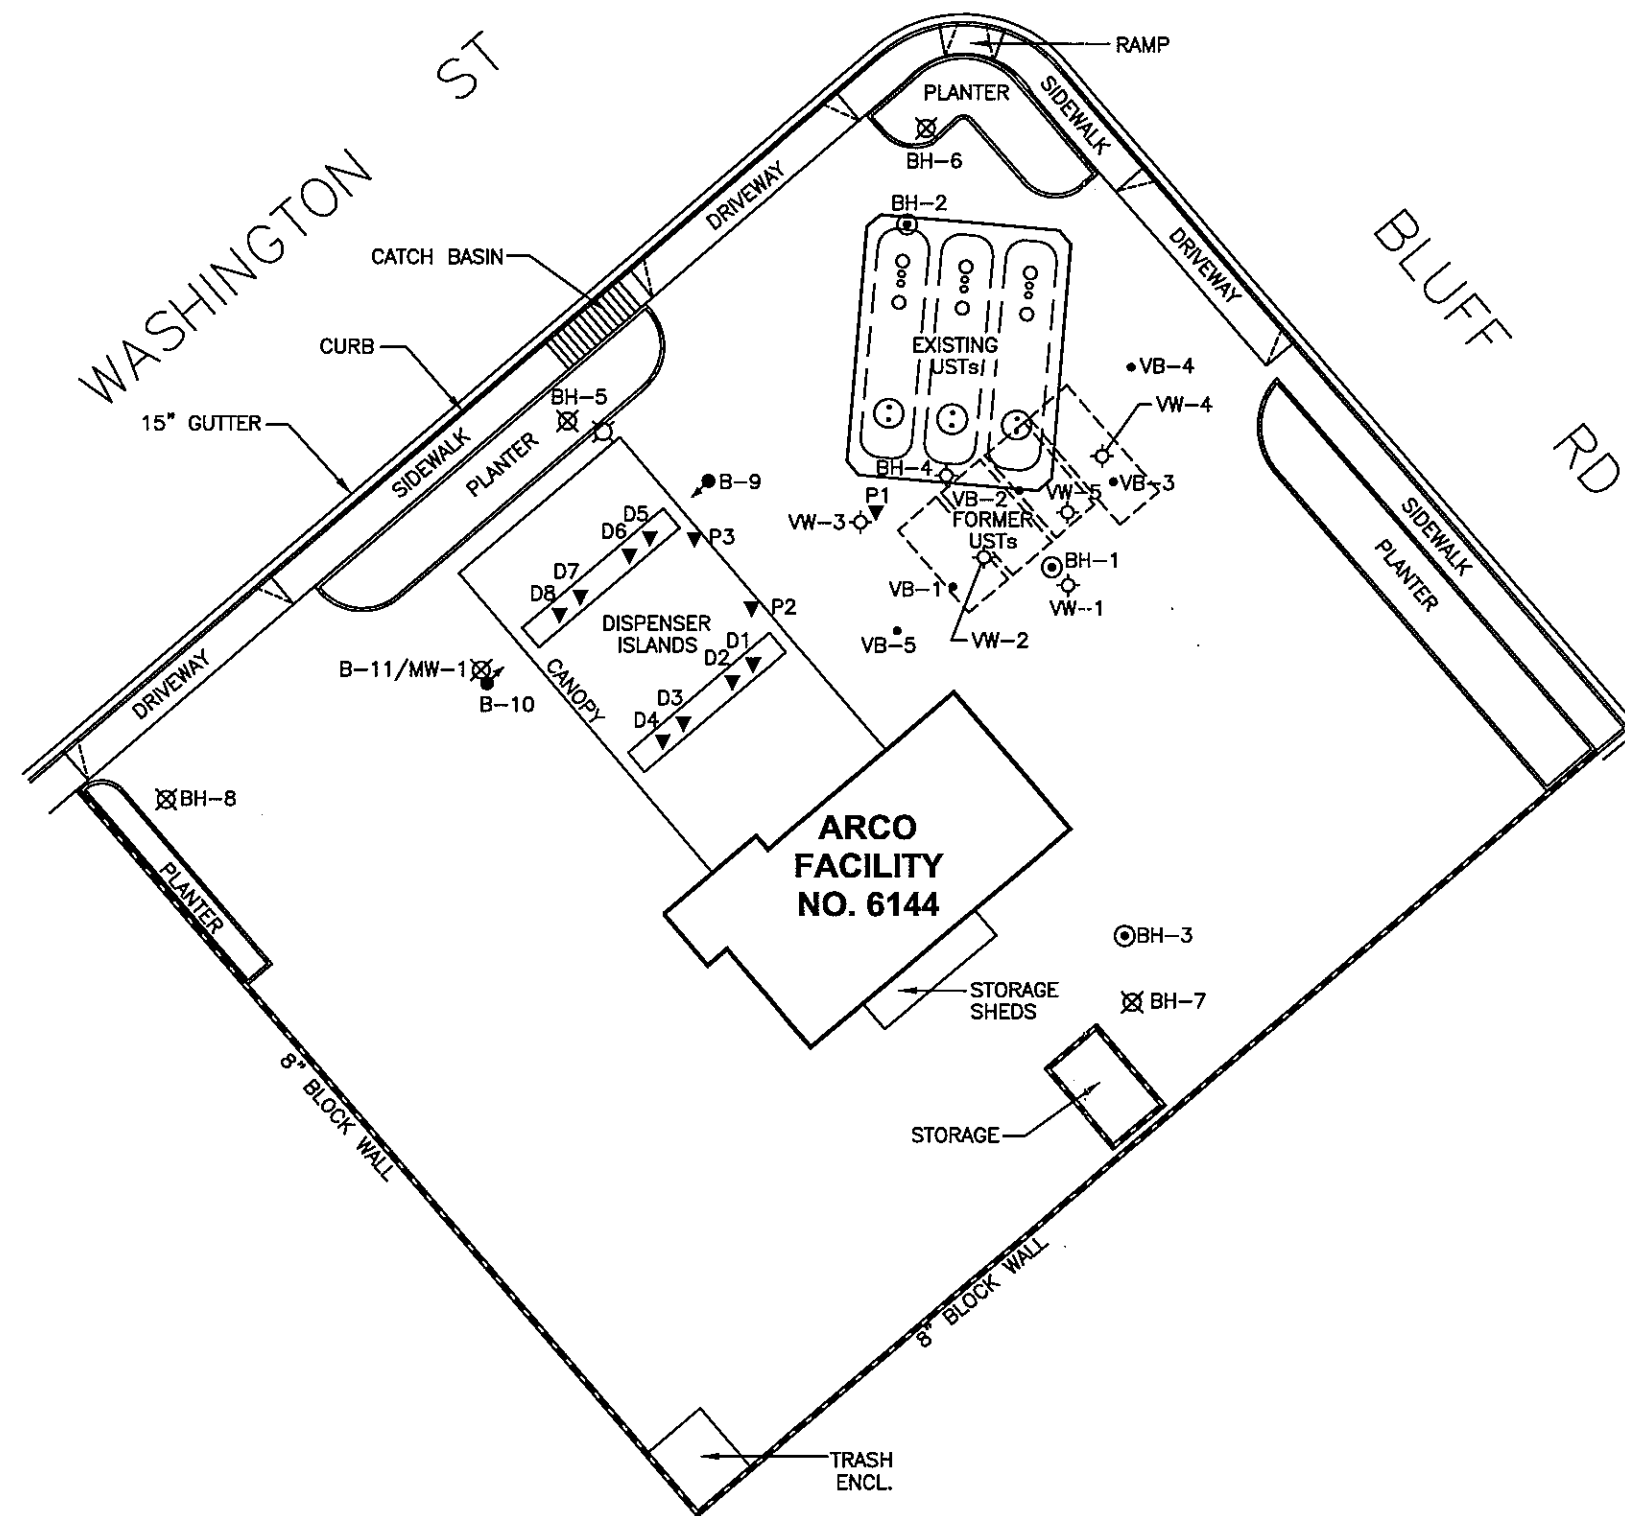 WASHINGTON ST
BLUFF RD
RAMP
PLANTER
SIDEWALK
BH-6
DRIVEWAY
BH-2
DRIVEWAY
CATCH BASIN
CURB
15" GUTTER
EXISTING
USTs
VB-4
VW-4
BH-5
SIDEWALK
PLANTER
BH-4
B-9
VB-2
VW-5
VB-3
P1
VW-3
FORMER
USTs
D5
D6
P3
D7
D8
BH-1
VB-1
VW-1
P2
DISPENSER
ISLANDS
VB-5
VW-2
D1
D2
D3
D4
CANOPY
B-11/MW-1
B-10
DRIVEWAY
SIDEWALK
PLANTER
BH-8
PLANTER
ARCO
FACILITY
NO. 6144
BH-3
STORAGE
SHEDS
BH-7
STORAGE
8" BLOCK WALL
8" BLOCK WALL
TRASH
ENCL.